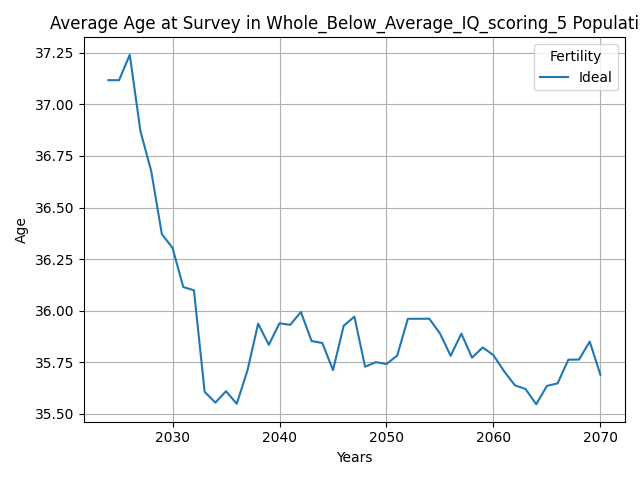 Average Age at Survey in Whole_Below_Average_IQ_scoring_5 Populati
Fertility
Ideal
37.25
37.00
36.75
36.50
36.25
36.00
35.75
35.50
Age
2030 2040 2050 2060 2070
Years